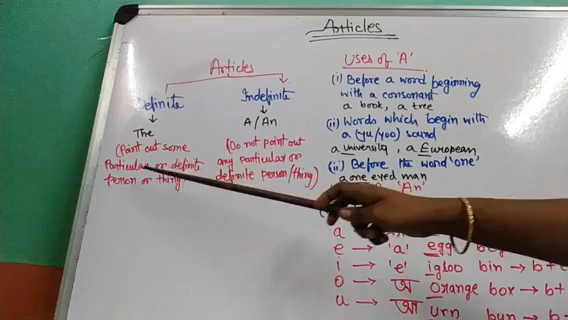 Articles
Articles
Definite
The
(Point out some
Particular or definite
person or thing
Indefinite
A/An
(Do not point out
any particular or
definite person/thing)
Uses of 'A'
(i) Before a word beginning
with a consonant
a book, a tree
(ii) Words which begin with
a (yu/yoo) sound
a university, a European
(ii) Before the word 'one'
a one eyed man
'An'
a
e → 'a' egg
i → 'e' igloo bin → b+
o → অ Orange box → b+
u → আ Urn bun → b+